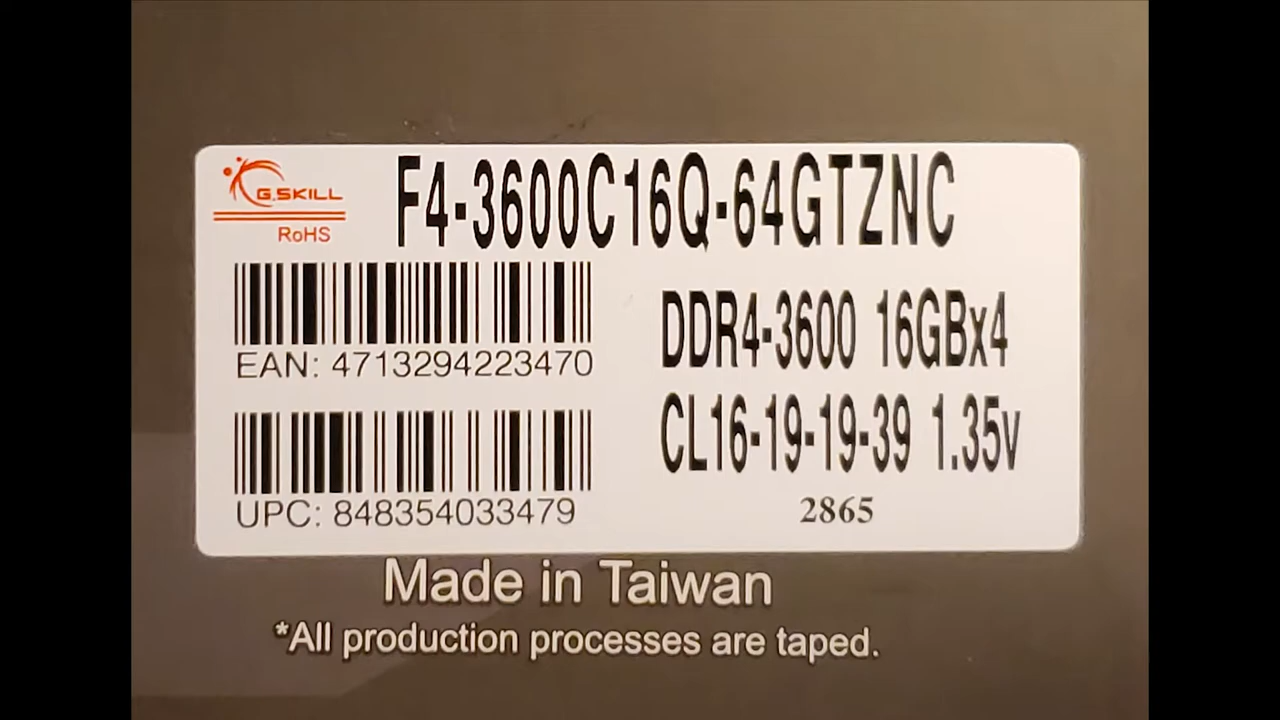 G.SKILL
RoHS
F4-3600C16Q-64GTZNC
EAN: 4713294223470
UPC: 848354033479
DDR4-3600 16GBx4
CL16-19-19-39 1.35v
2865
Made in Taiwan
*All production processes are taped.